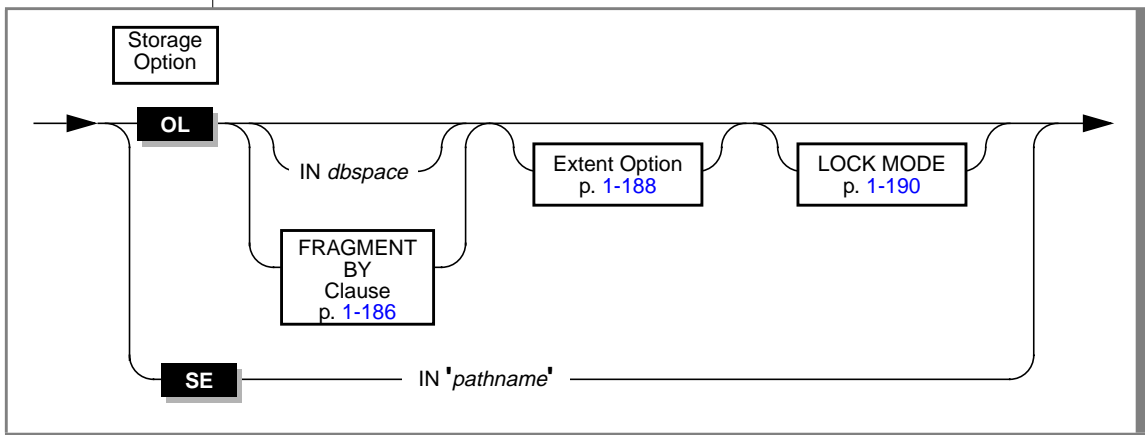 Storage
Option
OL
IN dbspace
Extent Option
p. 1-188
LOCK MODE
p. 1-190
FRAGMENT
BY
Clause
p. 1-186
SE
IN 'pathname'